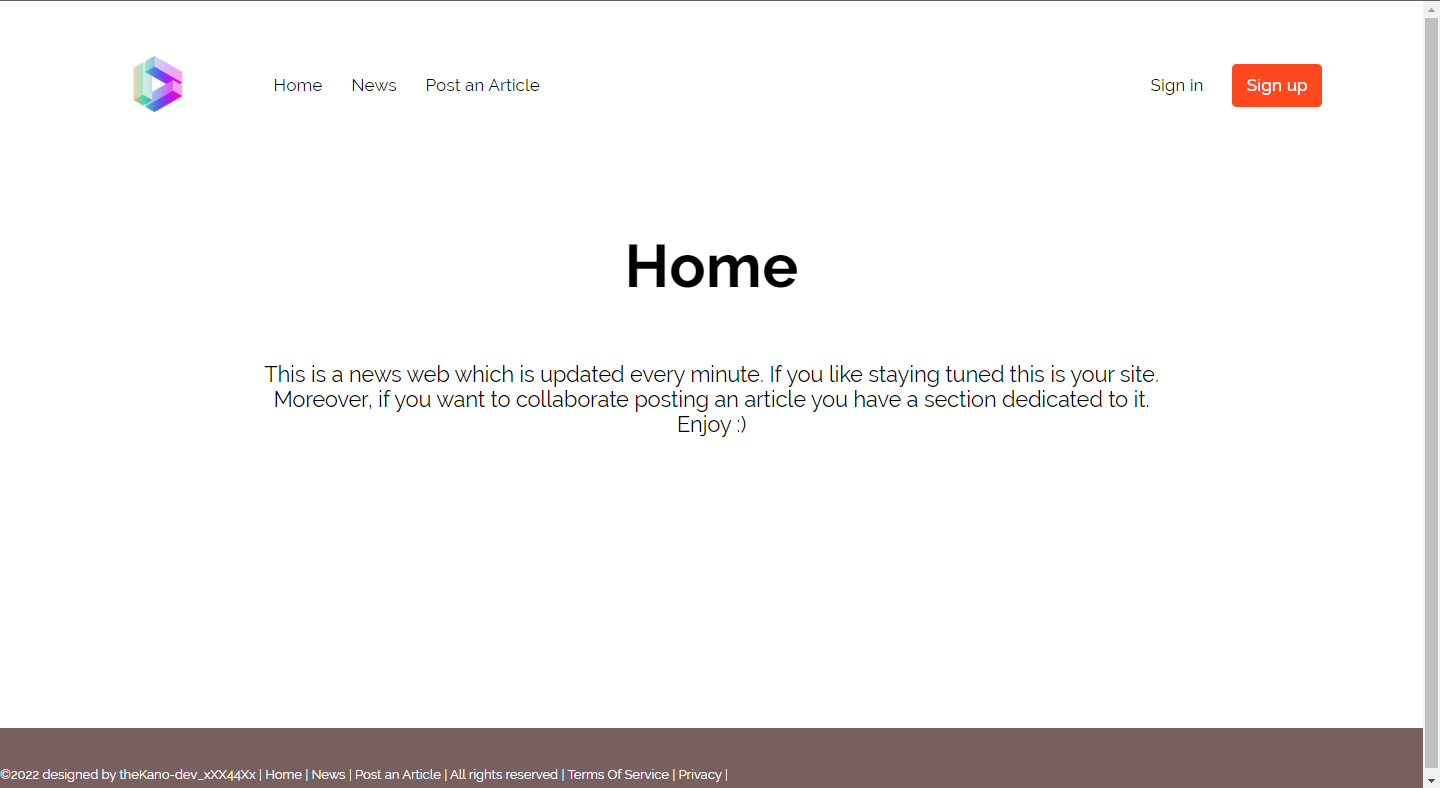 Home News Post an Article Sign in Sign up
Home
This is a news web which is updated every minute. If you like staying tuned this is your site.
Moreover, if you want to collaborate posting an article you have a section dedicated to it.
Enjoy :)
©2022 designed by theKano-dev_xXX44Xx | Home | News | Post an Article | All rights reserved | Terms Of Service | Privacy |